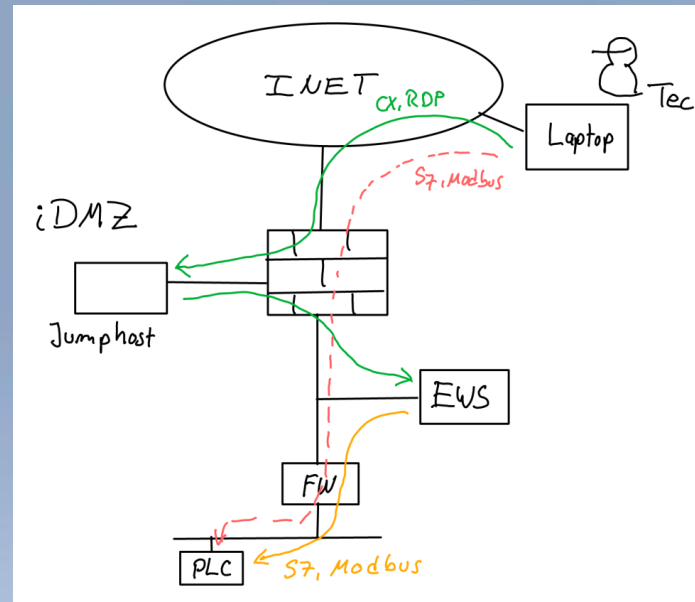 INET
CX, RDP
Tec
Laptop
S7, Modbus
iDMZ
Jumphost
EWS
FW
PLC
S7, Modbus